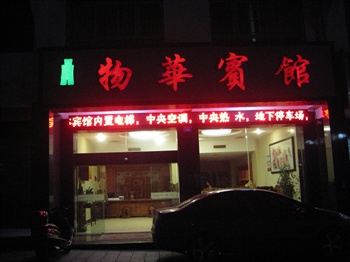 物華賓館
宾馆内置电梯，中央空调，中央热 水，地下停车场，